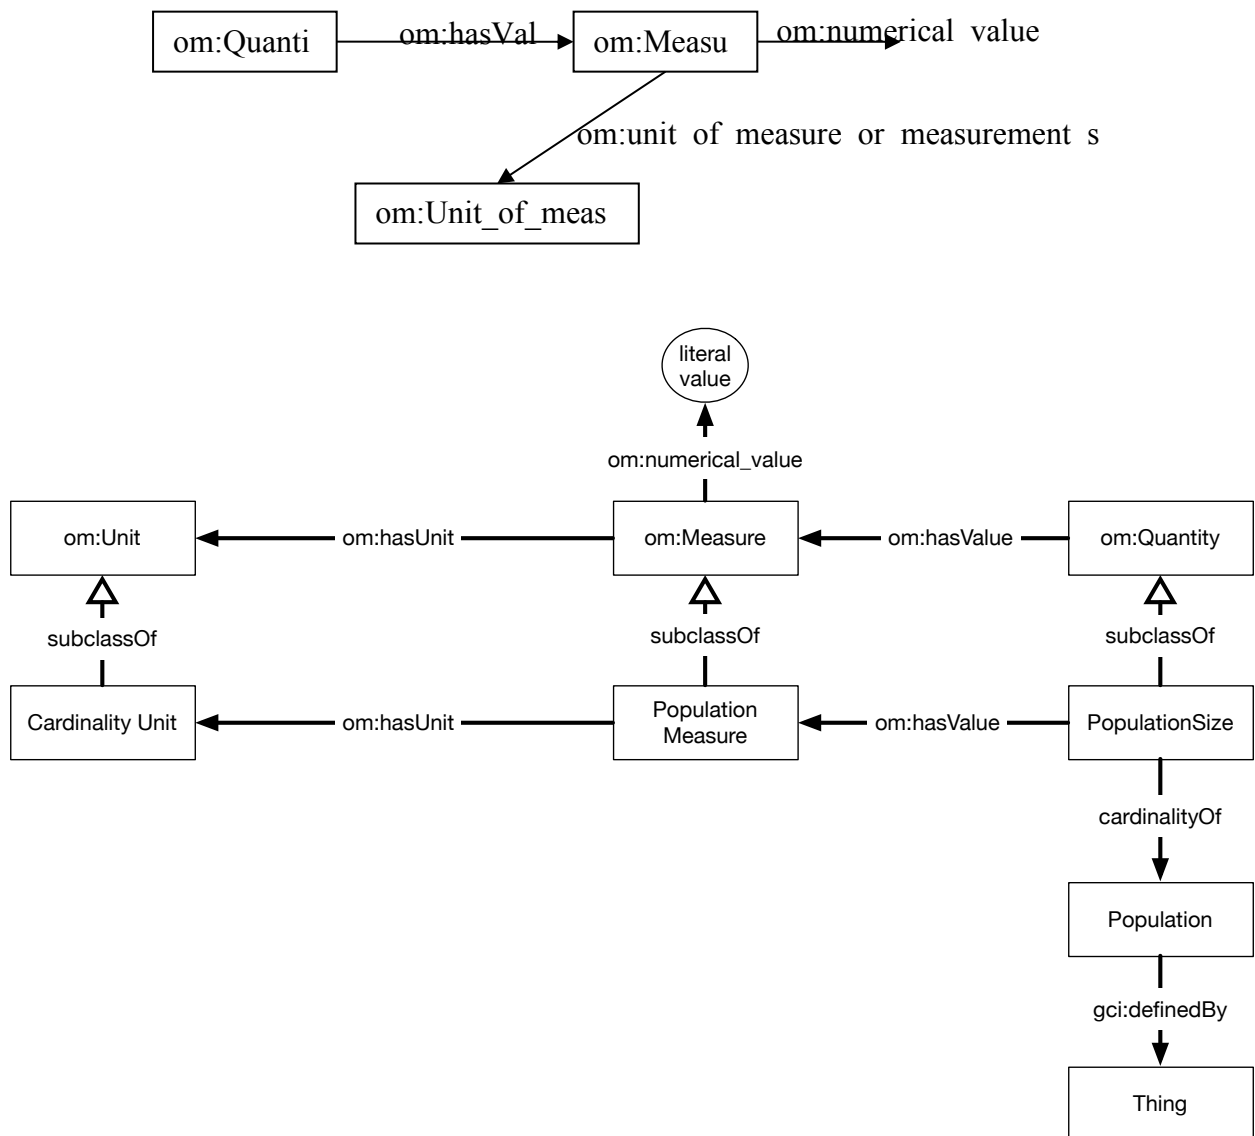 om:Quanti om:hasVal om:Measu om:numerical value
om:unit of measure or measurement s
om:Unit_of_meas
literal
value
om:numerical_value
om:Unit om:hasUnit om:Measure om:hasValue om:Quantity
subclassOf subclassOf subclassOf
Cardinality Unit om:hasUnit Population
Measure om:hasValue PopulationSize
cardinalityOf
Population
gci:definedBy
Thing